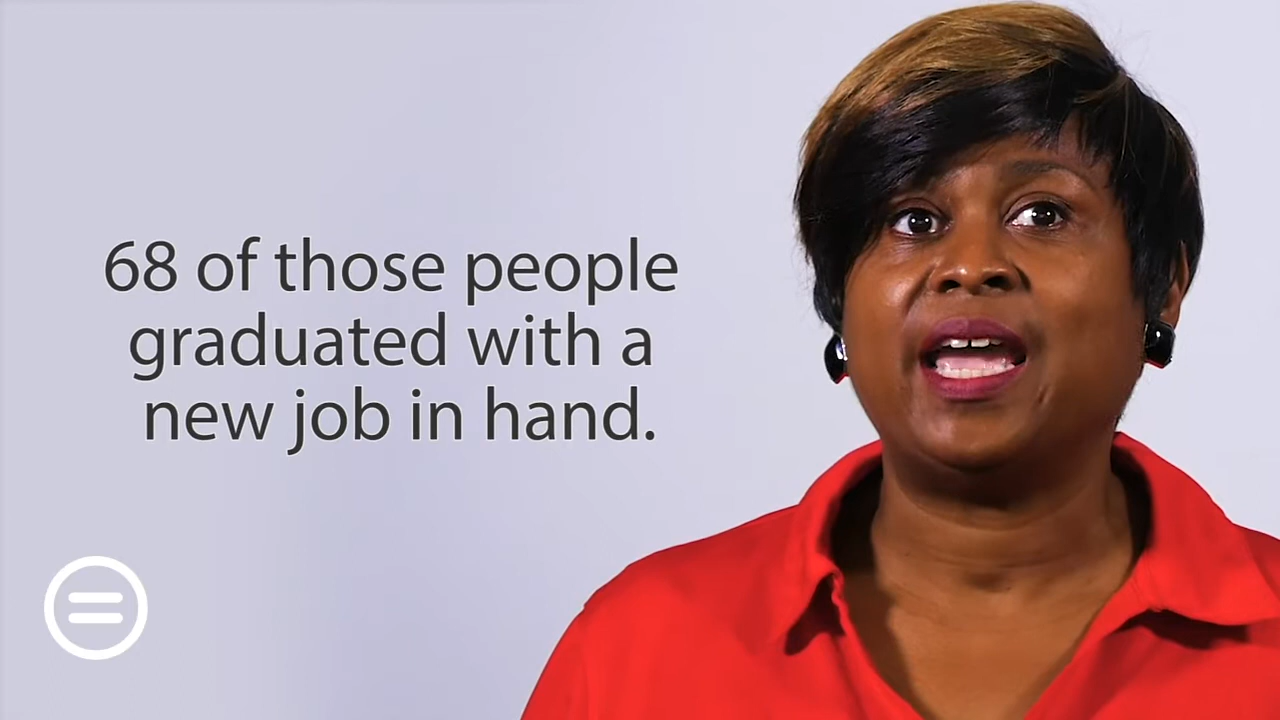 68 of those people
graduated with a
new job in hand.